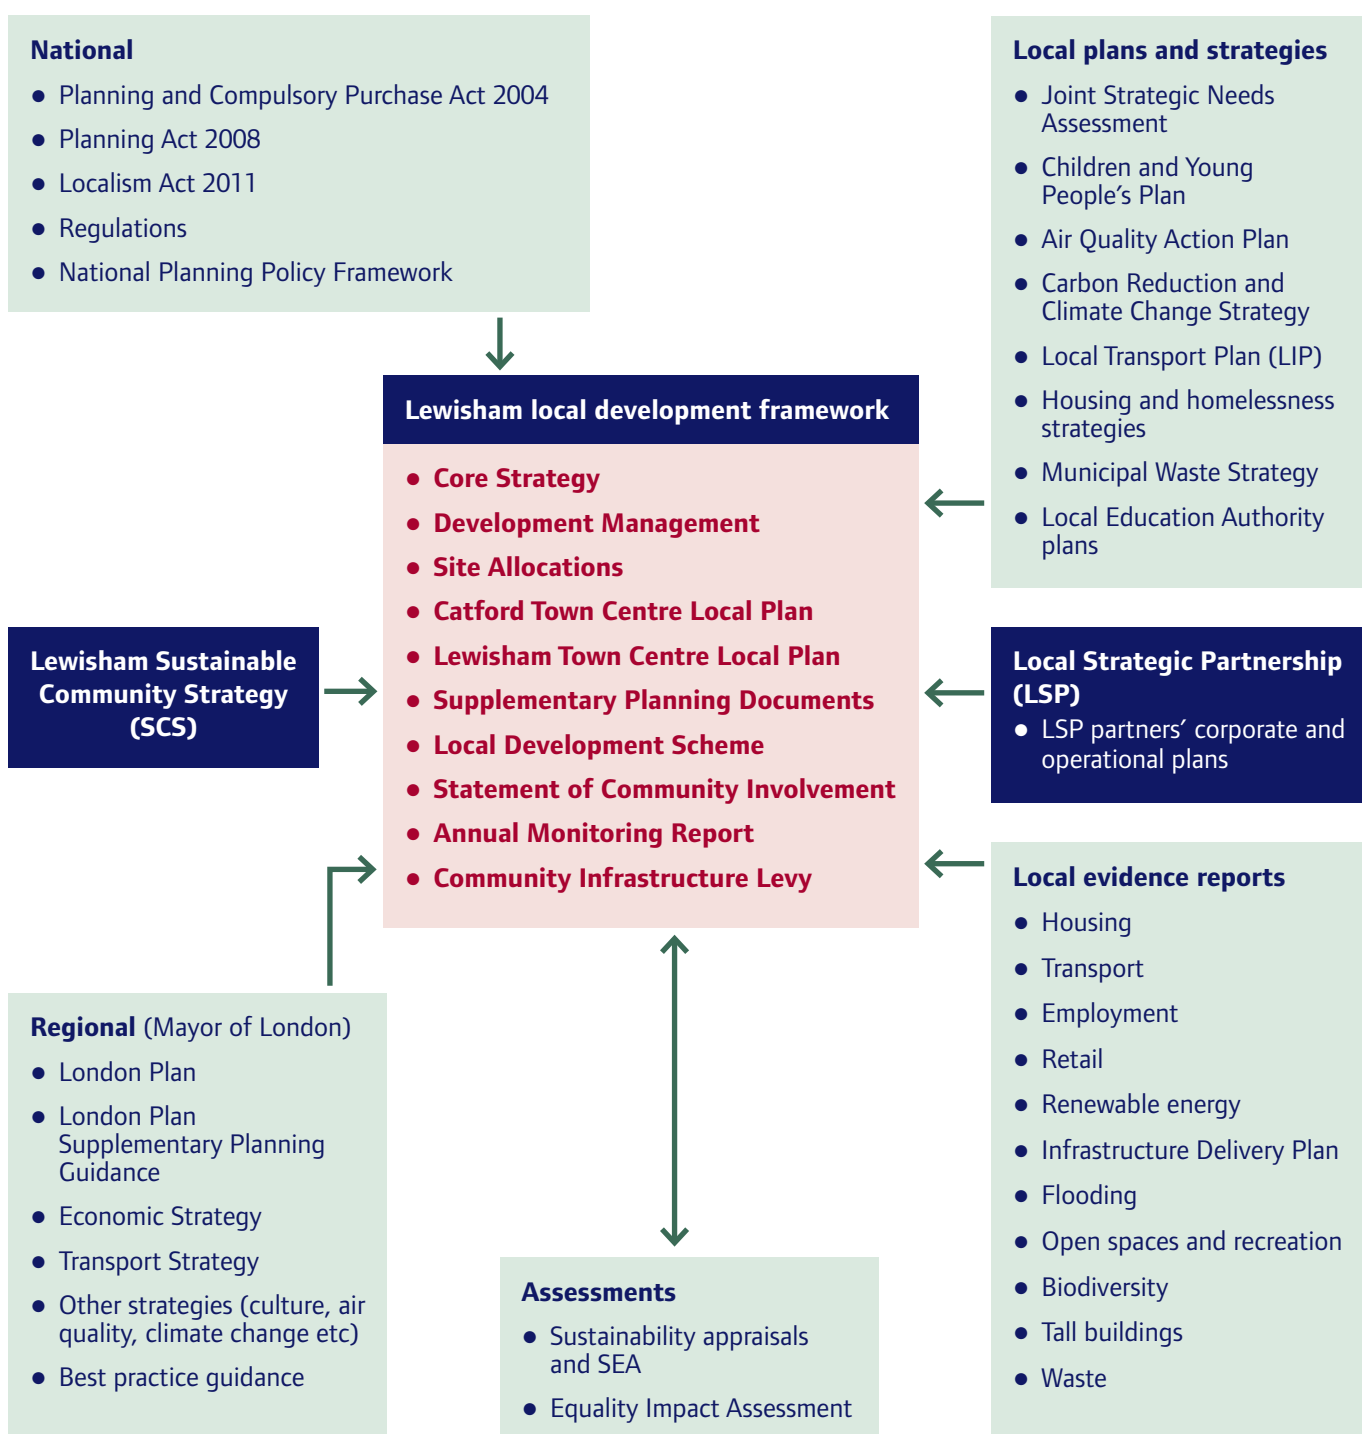 National
● Planning and Compulsory Purchase Act 2004
● Planning Act 2008
● Localism Act 2011
● Regulations
● National Planning Policy Framework
Local plans and strategies
● Joint Strategic Needs
Assessment
● Children and Young
People’s Plan
● Air Quality Action Plan
● Carbon Reduction and
Climate Change Strategy
● Local Transport Plan (LIP)
● Housing and homelessness
strategies
● Municipal Waste Strategy
● Local Education Authority
plans
Lewisham local development framework
● Core Strategy
● Development Management
● Site Allocations
● Catford Town Centre Local Plan
● Lewisham Town Centre Local Plan
● Supplementary Planning Documents
● Local Development Scheme
● Statement of Community Involvement
● Annual Monitoring Report
● Community Infrastructure Levy
Lewisham Sustainable
Community Strategy
(SCS)
Local Strategic Partnership
(LSP)
● LSP partners’ corporate and
operational plans
Regional (Mayor of London)
● London Plan
● London Plan
Supplementary Planning
Guidance
● Economic Strategy
● Transport Strategy
● Other strategies (culture, air
quality, climate change etc)
● Best practice guidance
Assessments
● Sustainability appraisals
and SEA
● Equality Impact Assessment
Local evidence reports
● Housing
● Transport
● Employment
● Retail
● Renewable energy
● Infrastructure Delivery Plan
● Flooding
● Open spaces and recreation
● Biodiversity
● Tall buildings
● Waste